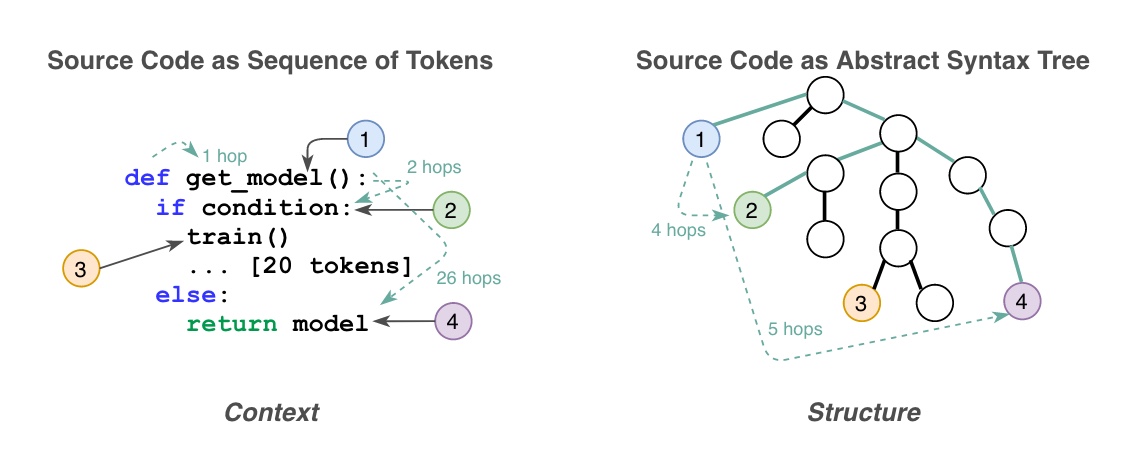 Source Code as Sequence of Tokens
1
1 hop
2 hops
def get_model():
if condition:
2
train()
3
... [20 tokens]
26 hops
else:
return model
4
Context
Source Code as Abstract Syntax Tree
1
2
4 hops
3
4
5 hops
Structure